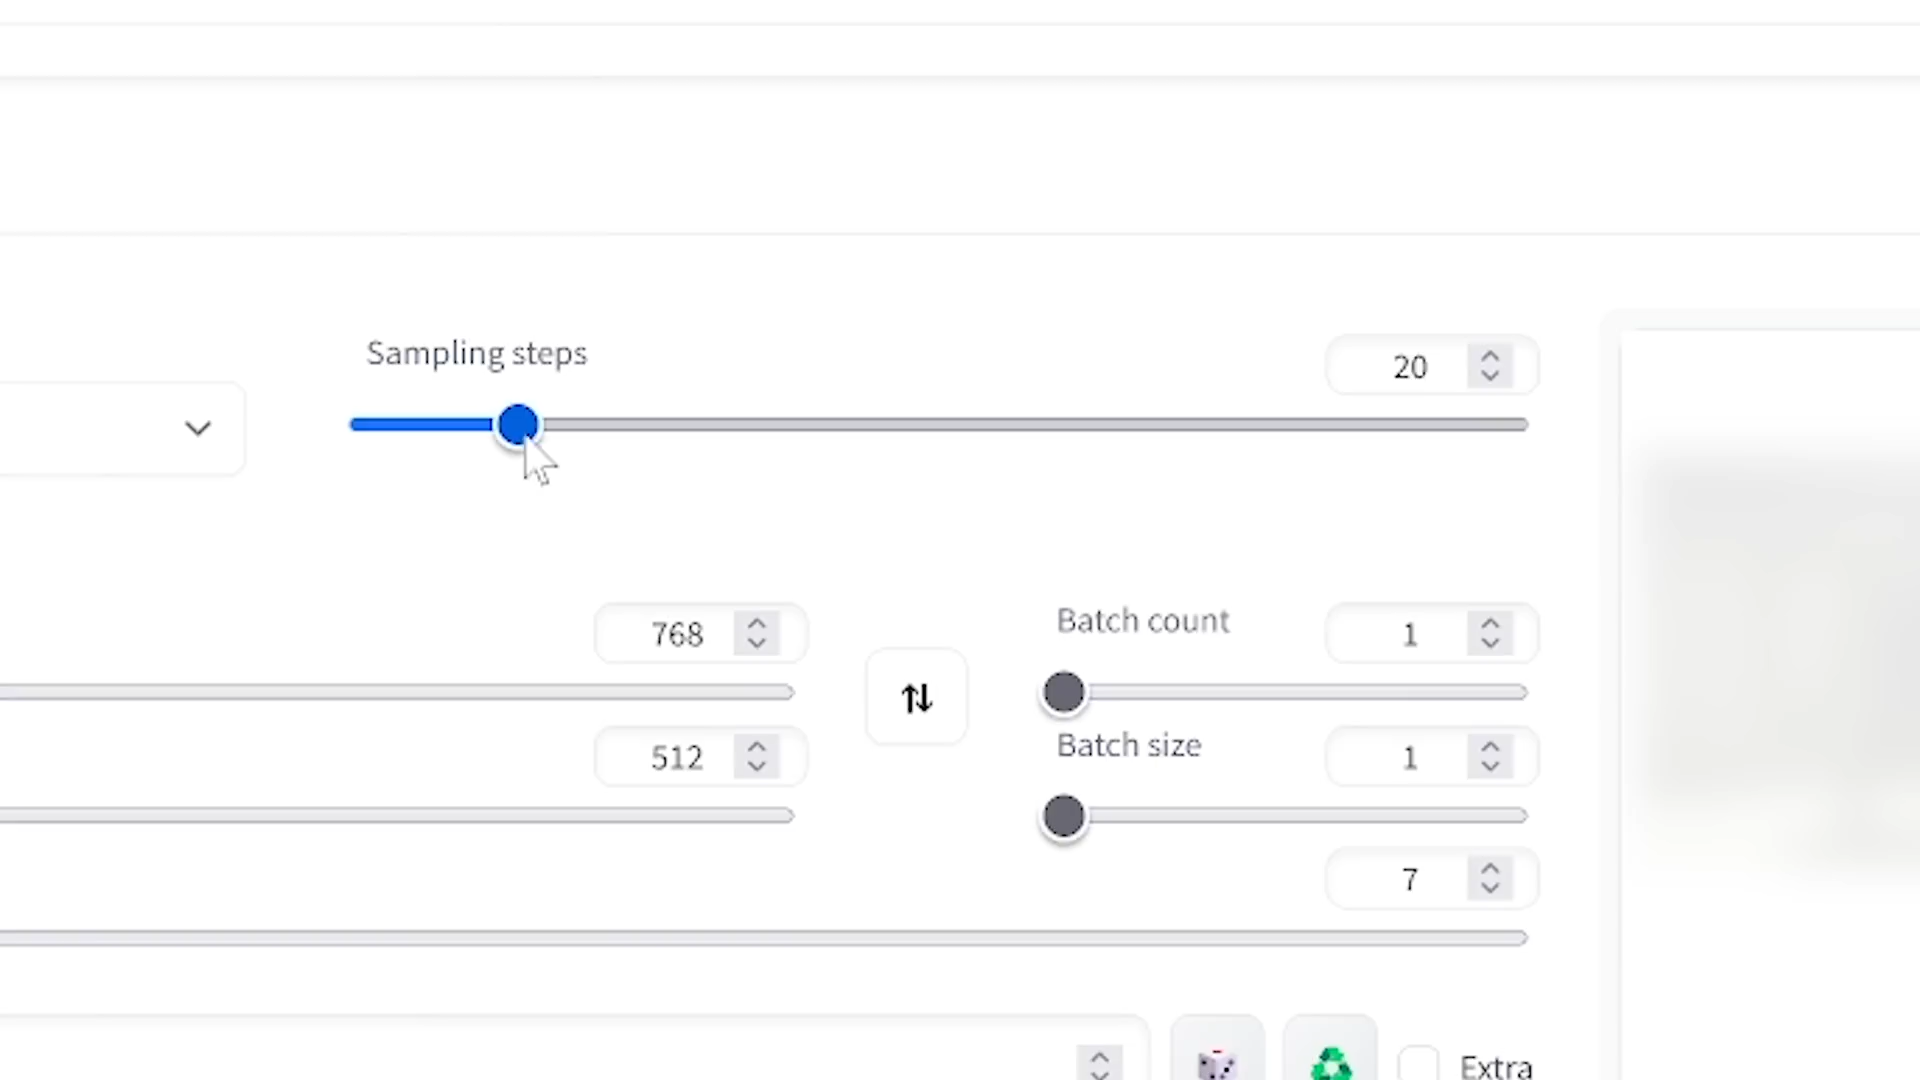 Sampling steps
20
768
Batch count
1
512
Batch size
1
7
Extra